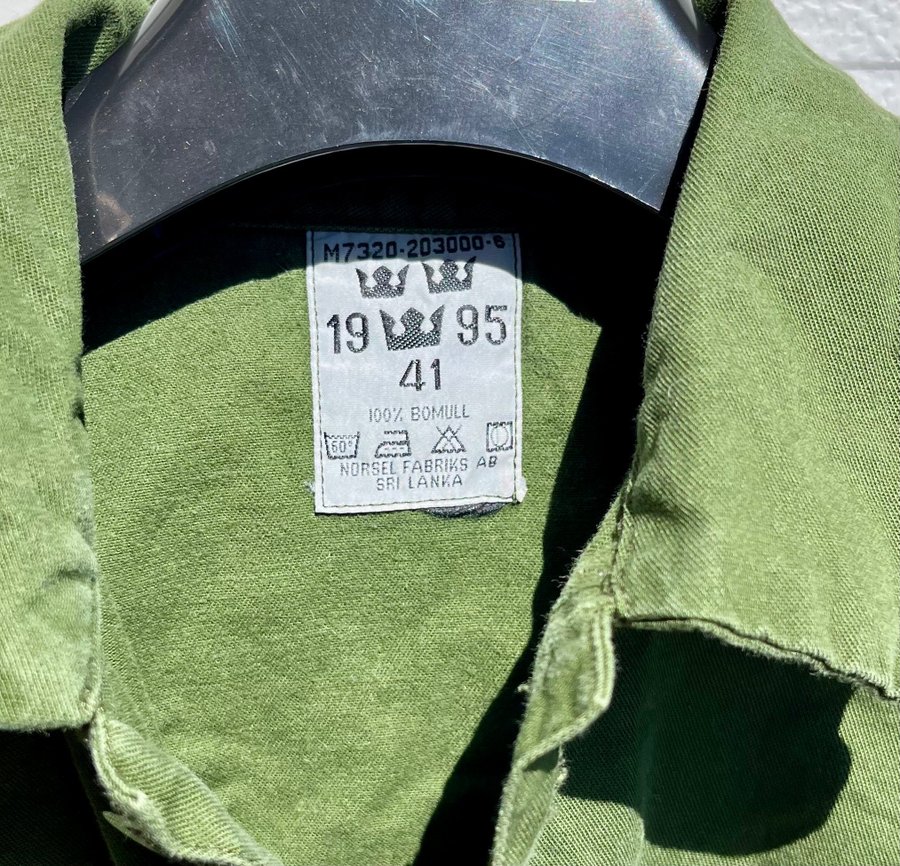 M7320-203000-6
19 95
41
100% BOMULL
60°
NORSEL FABRIKS AB
SRI LANKA